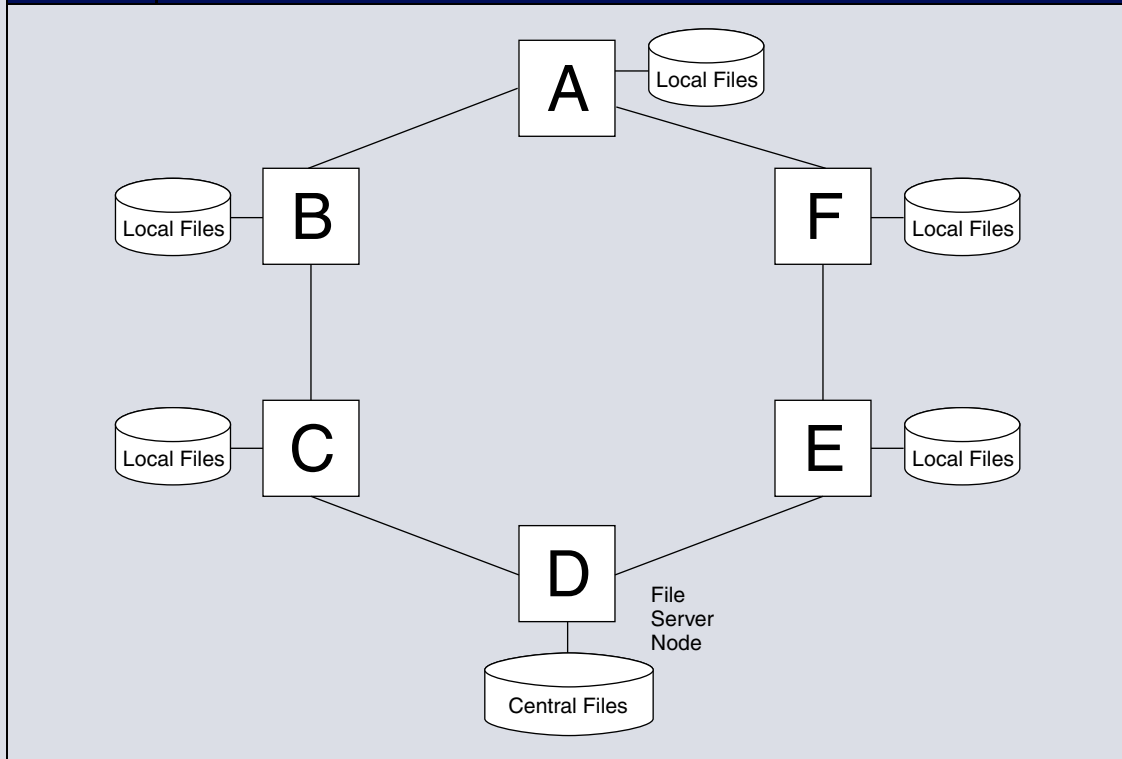 A
Local Files
B
Local Files
F
Local Files
C
Local Files
E
Local Files
D
File
Server
Node
Central Files